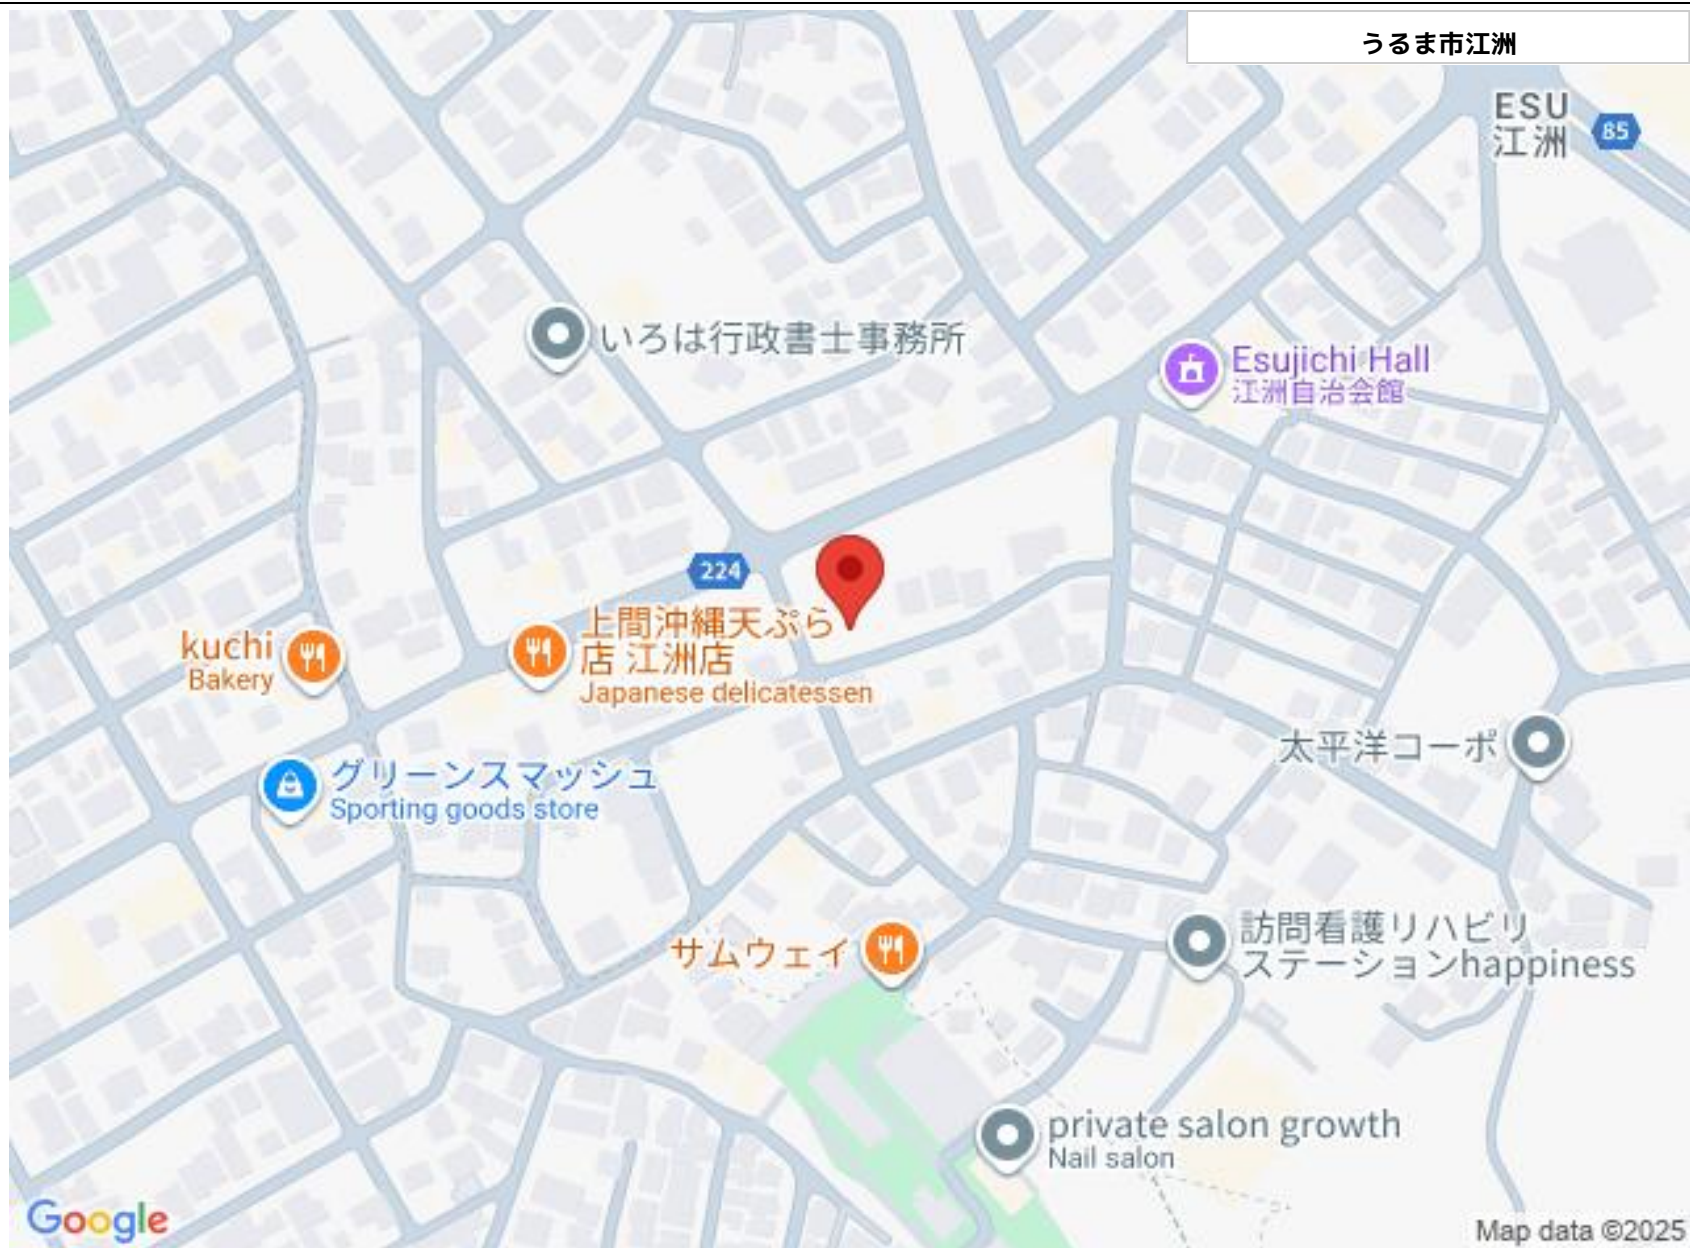 うるま市江洲
ESU
江洲
85
いろは行政書士事務所
Esujichi Hall
江洲自治会館
224
上間沖縄天ぷら
店 江洲店
Japanese delicatessen
kuchi
Bakery
グリーンスマッシュ
Sporting goods store
太平洋コーポ
サムウェイ
訪問看護リハビリ
ステーションhappiness
private salon growth
Nail salon
Google
Map data ©2025